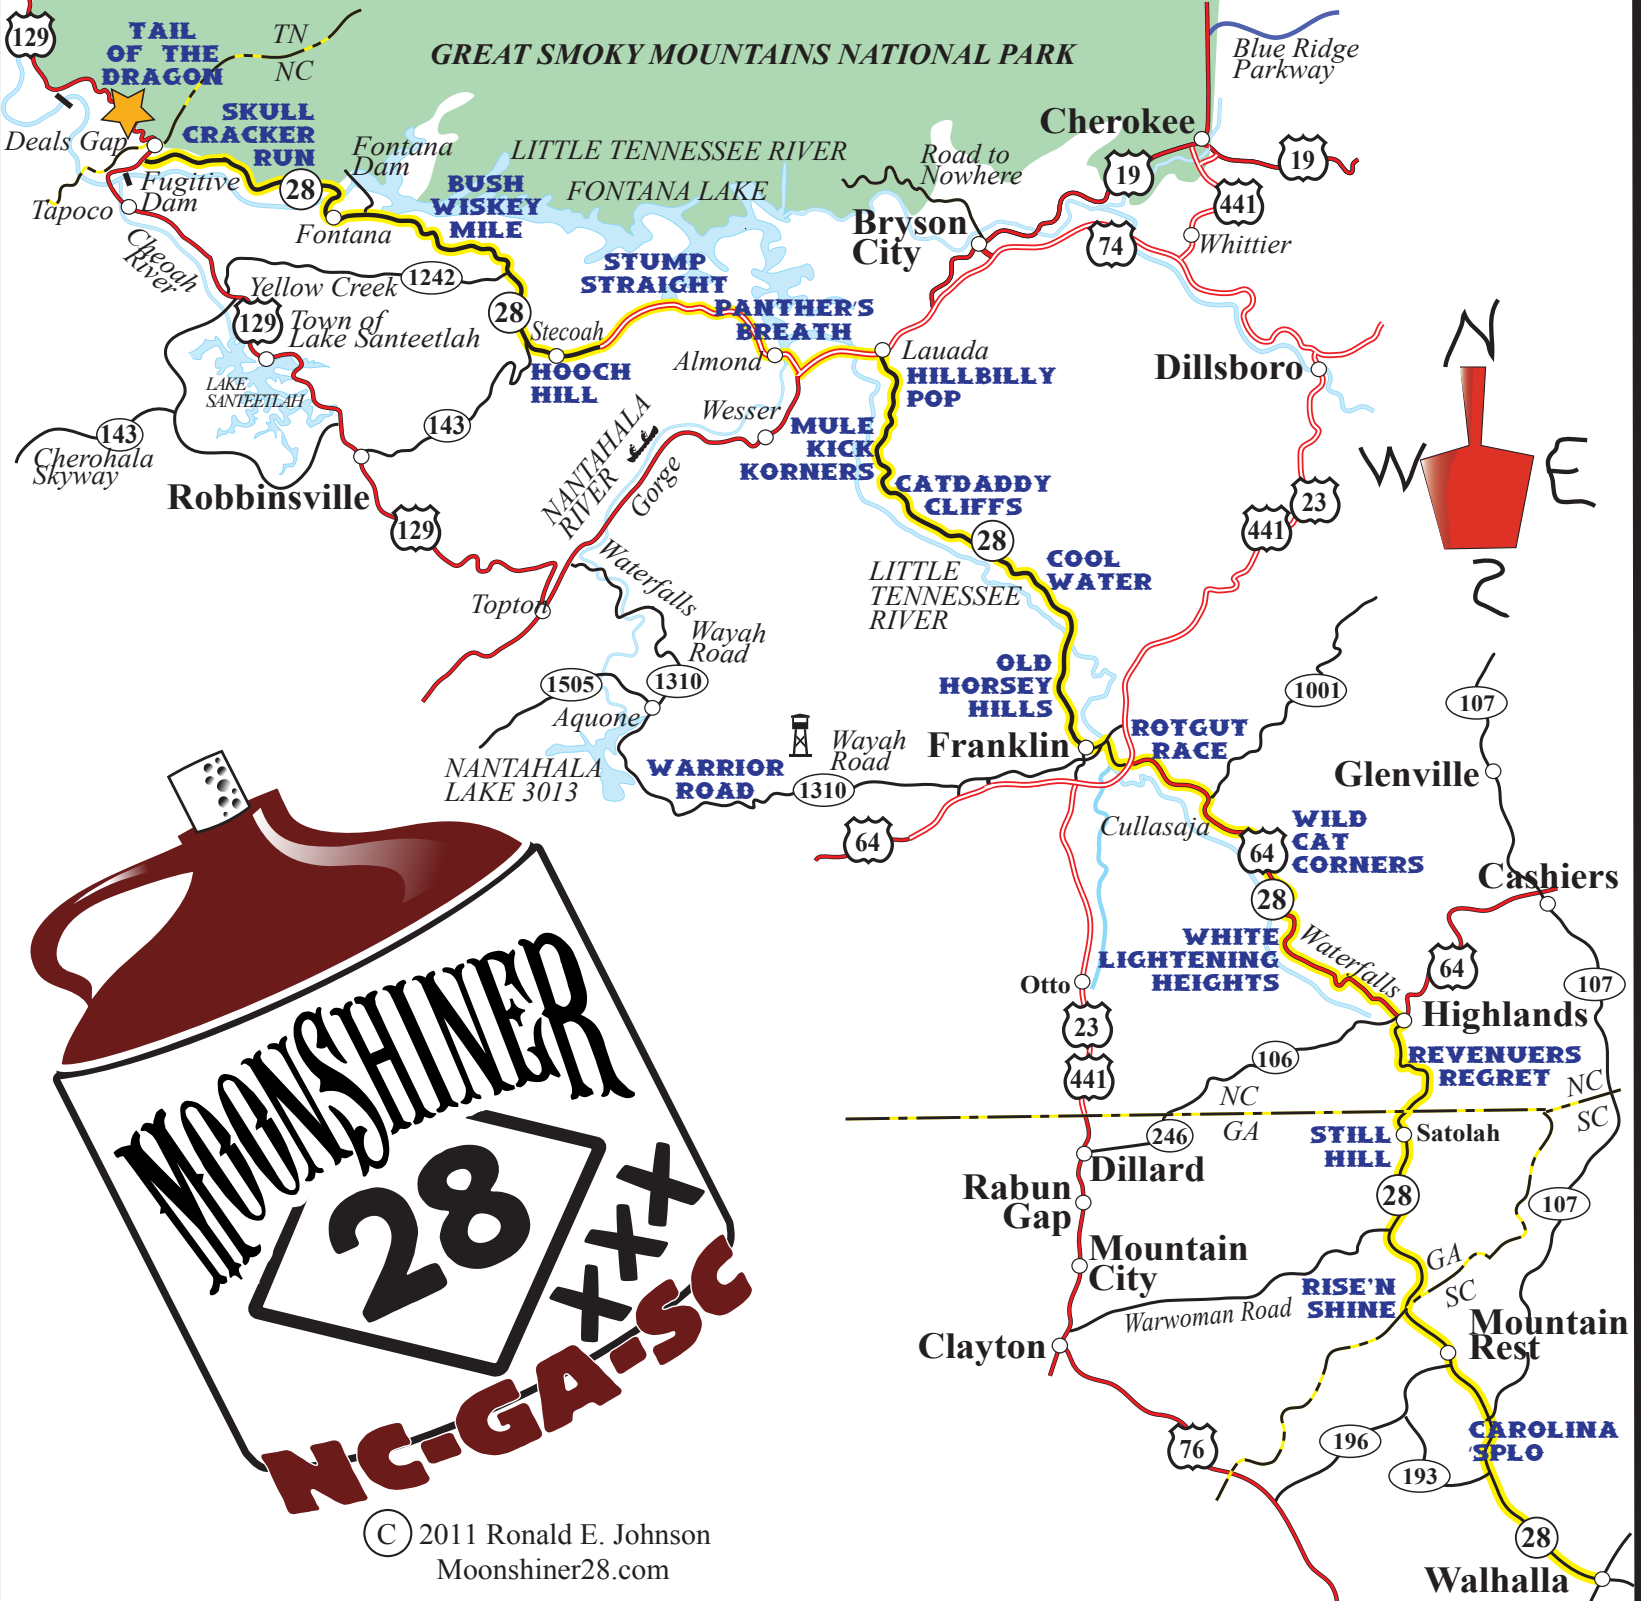 129
TAIL
OF THE
DRAGON
TN
NC
GREAT SMOKY MOUNTAINS NATIONAL PARK
Blue Ridge
Parkway
Deals Gap
SKULL
CRACKER
RUN
28
Fontana
Dam
LITTLE TENNESSEE RIVER
FONTANA LAKE
Road to
Nowhere
Cherokee
19
19
441
Tapoco
Fugitive
Dam
Fontana
BUSH
WISKEY
MILE
Bryson
City
74
Whittier
Cheoah
River
Yellow Creek
1242
STUMP
STRAIGHT
28
129
Town of
Lake Santeetlah
Stecoah
PANTHER'S
BREATH
Almond
Lauada
HILLBILLY
POP
Dillsboro
N
W
E
S
HOOCH
HILL
LAKE
SANTEETLAH
143
143
Cherohala
Skyway
Wesser
MULE
KICK
KORNERS
Robbinsville
NANTAHALA
RIVER
Gorge
CATDADDY
CLIFFS
28
23
441
129
Waterfalls
LITTLE
TENNESSEE
RIVER
COOL
WATER
Topton
Wayah
Road
1505
1310
Aquone
OLD
HORSEY
HILLS
1001
107
NANTAHALA
LAKE 3013
WARRIOR
ROAD
Wayah
Road
1310
Franklin
ROTGUT
RACE
Glenville
64
Cullasaja
64
WILD
CAT
CORNERS
28
Cashiers
WHITE
LIGHTENING
HEIGHTS
Waterfalls
64
107
Otto
23
441
Highlands
106
REVENUERS
REGRET
NC
GA
NC
SC
246
STILL
HILL
Satolah
Dillard
Rabun
Gap
28
107
Mountain
City
GA
SC
RISE'N
SHINE
Warwoman Road
Mountain
Rest
Clayton
76
196
193
CAROLINA
'SPLO
28
Walhalla
MOONSHINER
28
XXX
NC-GA-SC
C 2011 Ronald E. Johnson
Moonshiner28.com